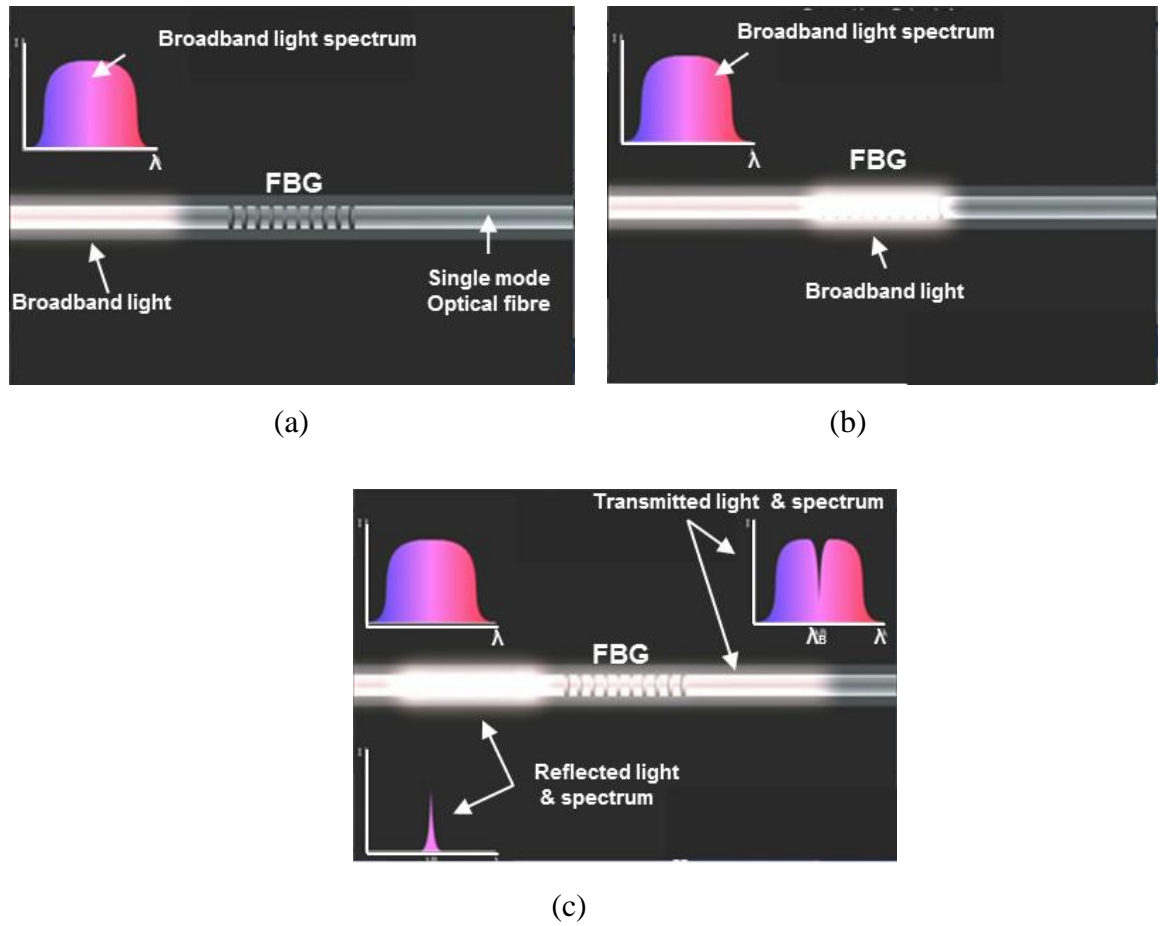 Broadband light spectrum
λ
FBG
Broadband light
Single mode
Optical fibre
(a)
Broadband light spectrum
λ
FBG
Broadband light
(b)
Transmitted light & spectrum
λ
λB
λ
FBG
Reflected light
& spectrum
(c)